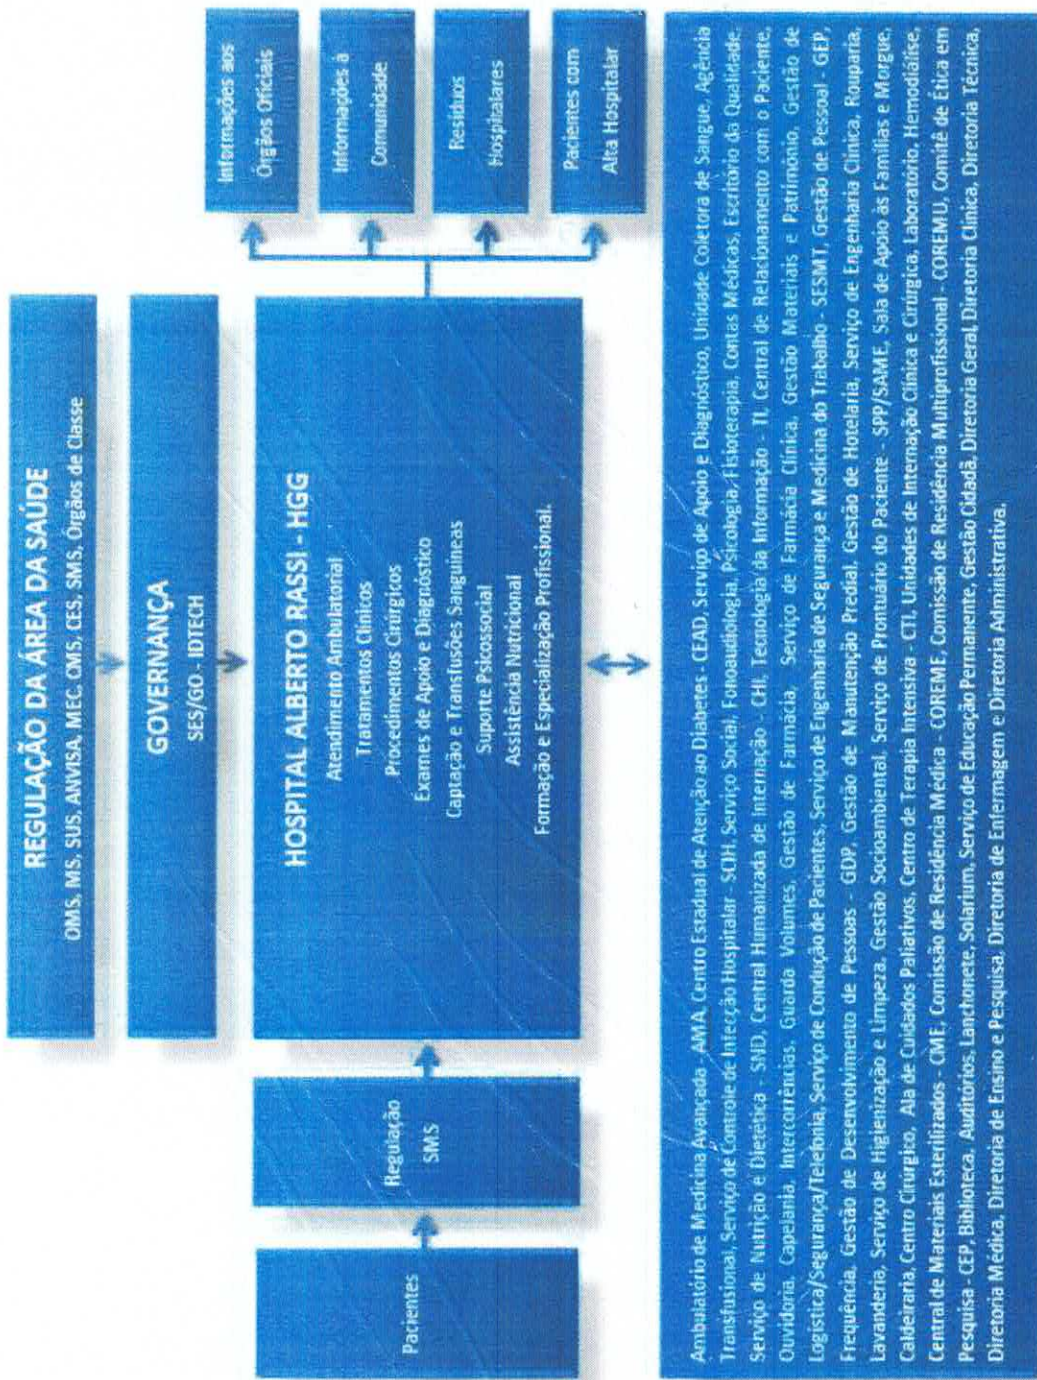 REGULAÇÃO DA ÁREA DA SAÚDE
OMS, MS, SUS, ANVISA, MEC, CMS, CES, SMS, Órgãos de Classe
GOVERNANÇA
SES/GO - IDTECH
Pacientes
Regulação
SMS
HOSPITAL ALBERTO RASSI - HGG
Atendimento Ambulatorial
Tratamentos Clínicos
Procedimentos Cirúrgicos
Exames de Apoio e Diagnóstico
Captação e Transfusões Sanguíneas
Suporte Psicossocial
Assistência Nutricional
Formação e Especialização Profissional.
Informações aos
Órgãos Oficiais
Informações à
Comunidade
Resíduos
Hospitalares
Pacientes com
Alta Hospitalar
Ambulatório de Medicina Avançada - AMA, Centro Estadual de Atenção ao Diabetes - CEAD, Serviço de Apoio e Diagnóstico, Unidade Coletora de Sangue, Agência
Transfusional, Serviço de Controle de Infecção Hospitalar - SCIH, Serviço Social, Fonoaudiologia, Psicologia, Fisioterapia, Contas Médicas, Escritório da Qualidade,
Serviço de Nutrição e Dietética - SND, Central Humanizada de Internação - CHI, Tecnologia da Informação - TI, Central de Relacionamento com o Paciente,
Ouvidoria, Capelania, Intercorrências, Guarda Volumes, Gestão de Farmácia, Serviço de Farmácia Clínica, Gestão Materiais e Patrimônio, Gestão de
Logística/Segurança/Telefonia, Serviço de Condução de Pacientes, Serviço de Engenharia de Segurança e Medicina do Trabalho - SESMT, Gestão de Pessoal - GEP,
Frequência, Gestão de Desenvolvimento de Pessoas - GDP, Gestão de Manutenção Predial, Gestão de Hotelaria, Serviço de Engenharia Clínica, Rouparia,
Lavanderia, Serviço de Higienização e Limpeza, Gestão Socioambiental, Serviço de Prontuário do Paciente - SPP/SAME, Sala de Apoio às Famílias e Morgue,
Caldeiraria, Centro Cirúrgico, Ala de Cuidados Paliativos, Centro de Terapia Intensiva - CTI, Unidades de Internação Clínica e Cirúrgica, Laboratório, Hemodiálise,
Central de Materiais Esterilizados - CME, Comissão de Residência Médica - COREME, Comissão de Residência Multiprofissional - COREMU, Comitê de Ética em
Pesquisa - CEP, Biblioteca, Auditórios, Lanchonete, Solarium, Serviço de Educação Permanente, Gestão Cidadã, Diretoria Geral, Diretoria Clínica, Diretoria Técnica,
Diretoria Médica, Diretoria de Ensino e Pesquisa, Diretoria de Enfermagem e Diretoria Administrativa.